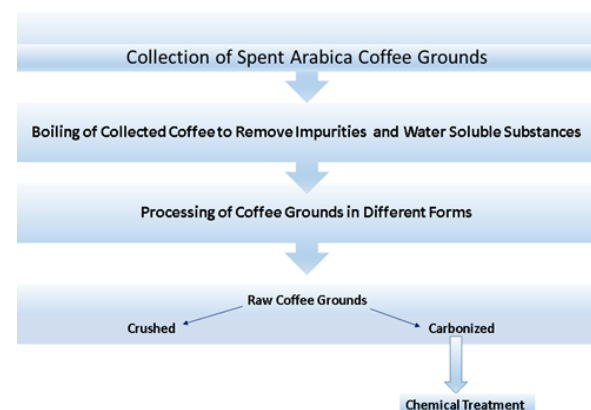 Collection of Spent Arabica Coffee Grounds
Boiling of Collected Coffee to Remove Impurities and Water Soluble Substances
Processing of Coffee Grounds in Different Forms
Raw Coffee Grounds
Crushed
Carbonized
Chemical Treatment